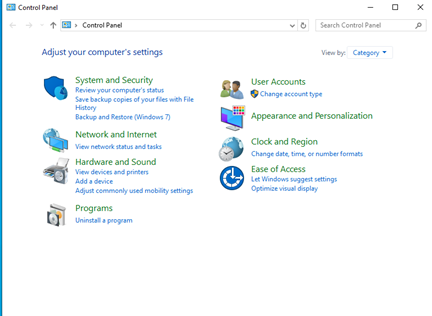 Control Panel
Control Panel
Search Control Panel
Adjust your computer's settings
View by: Category
System and Security
Review your computer's status
Save backup copies of your files with File
History
Backup and Restore (Windows 7)
Network and Internet
View network status and tasks
Hardware and Sound
View devices and printers
Add a device
Adjust commonly used mobility settings
Programs
Uninstall a program
User Accounts
Change account type
Appearance and Personalization
Clock and Region
Change date, time, or number formats
Ease of Access
Let Windows suggest settings
Optimize visual display